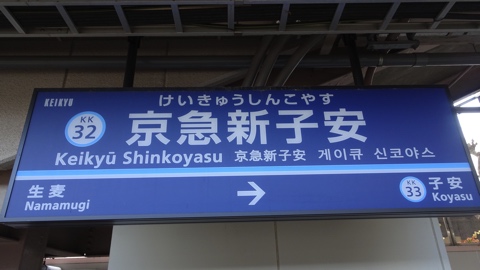 KEIKYU
けいきゅうしんこやす
KK
32
京急新子安
Keikyū Shinkoyasu 京急新子安 게이큐 신코야스
生麦
Namamugi
→
KK
33
子安
Koyasu